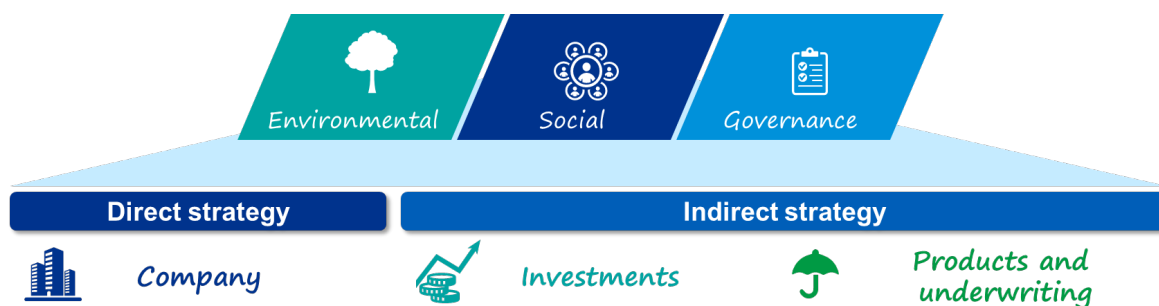 Environmental
Social
Governance
Direct strategy
Indirect strategy
Company
Investments
Products and
underwriting